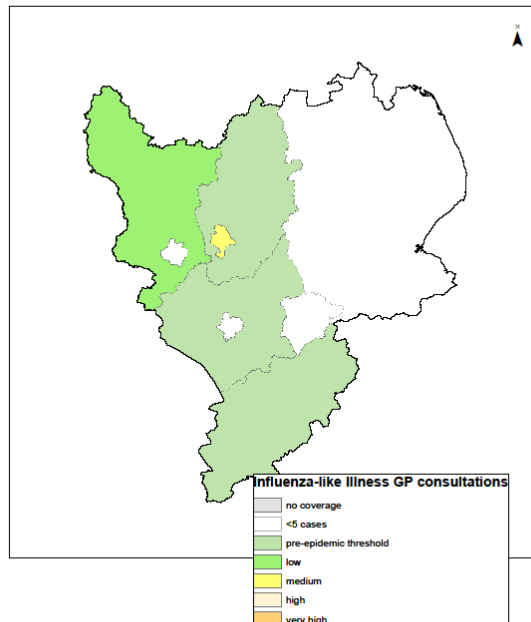 Influenza-like Illness GP consultations
no coverage
<5 cases
pre-epidemic threshold
low
medium
high
very high